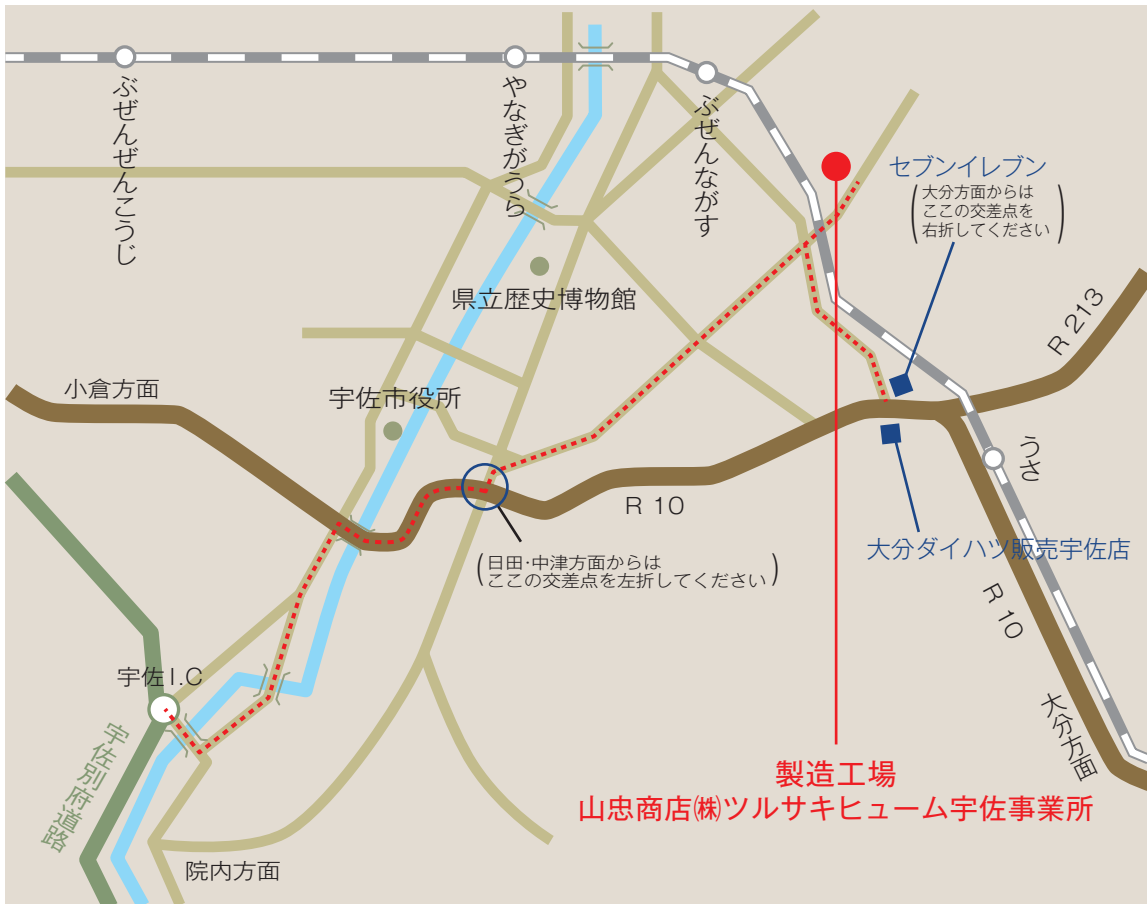 ぶぜんぜんこうじ
やなぎがうら
ぶぜんながす
セブンイレブン
(大分方面からは
ここの交差点を
右折してください)
県立歴史博物館
R 213
小倉方面
宇佐市役所
うさ
R 10
大分ダイハツ販売宇佐店
(日田・中津方面からは
ここの交差点を左折してください)
R 10
宇佐I.C
大分方面
宇佐別府道路
製造工場
山忠商店㈱ツルサキヒューム宇佐事業所
院内方面